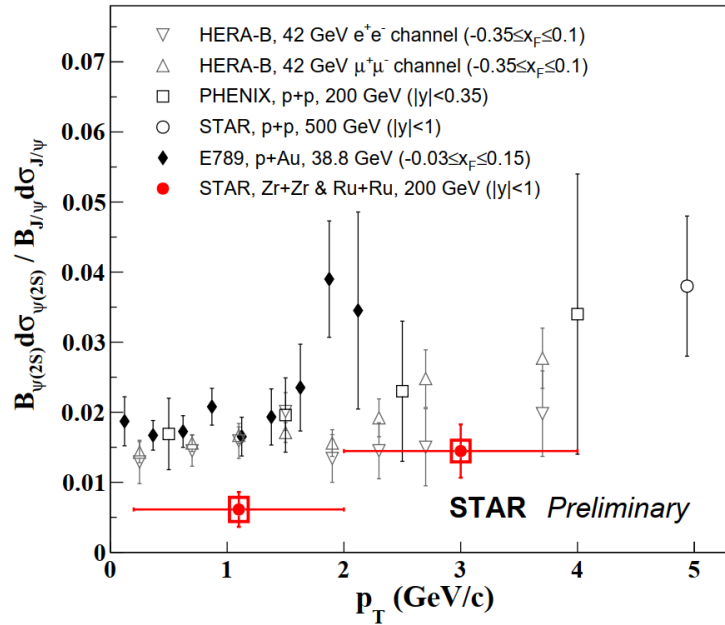 HERA-B, 42 GeV e⁺e⁻ channel (-0.35≤x_F≤0.1)
HERA-B, 42 GeV μ⁺μ⁻ channel (-0.35≤x_F≤0.1)
PHENIX, p+p, 200 GeV (|y|<0.35)
STAR, p+p, 500 GeV (|y|<1)
E789, p+Au, 38.8 GeV (-0.03≤x_F≤0.15)
STAR, Zr+Zr & Ru+Ru, 200 GeV (|y|<1)
B_ψ(2S)dσ_ψ(2S) / B_J/ψdσ_J/ψ
0.07
0.06
0.05
0.04
0.03
0.02
0.01
0
STAR Preliminary
0 1 2 3 4 5
p_T (GeV/c)